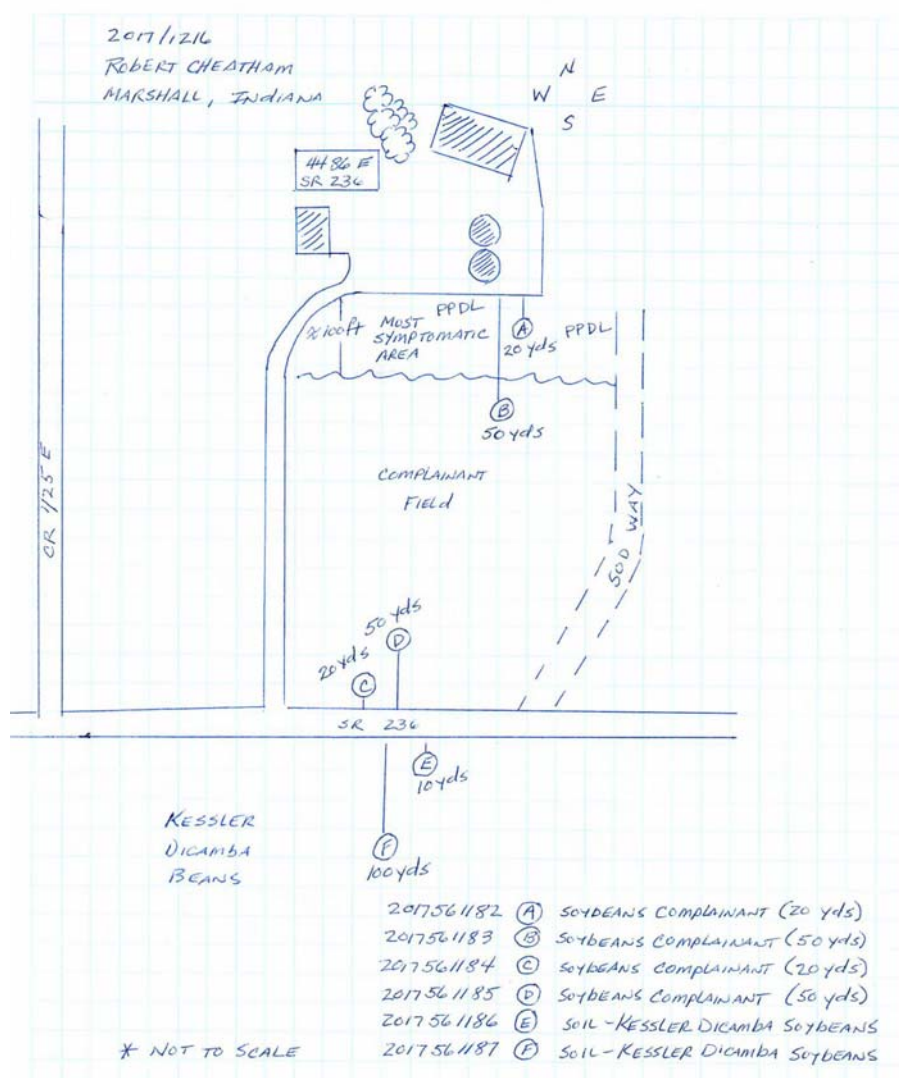 2017/1216
ROBERT CHEATHAM
MARSHALL, INDIANA
N
W E
S
4486 E
SR 236
≈100ft
MOST
SYMPTOMATIC
AREA
PPDL
A
20 yds
PPDL
B
50 yds
COMPLAINANT
FIELD
CR 1125 E
SOD WAY
50 yds
D
20 yds
C
SR 236
E
10 yds
KESSLER
DICAMBA
BEANS
F
100 yds
2017561182 A SOYBEANS COMPLAINANT (20 yds)
2017561183 B SOYBEANS COMPLAINANT (50 yds)
2017561184 C SOYBEANS COMPLAINANT (20 yds)
2017561185 D SOYBEANS COMPLAINANT (50 yds)
2017561186 E SOIL-KESSLER DICAMBA SOYBEANS
2017561187 F SOIL-KESSLER DICAMBA SOYBEANS
* NOT TO SCALE